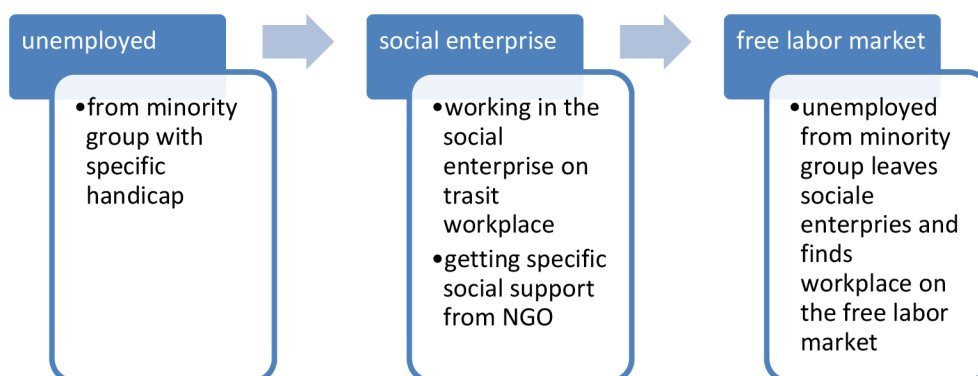 unemployed
•from minority
group with
specific
handicap
social enterprise
•working in the
social
enterprise on
trasit
workplace
•getting specific
social support
from NGO
free labor market
•unemployed
from minority
group leaves
sociale
enterpries and
finds
workplace on
the free labor
market